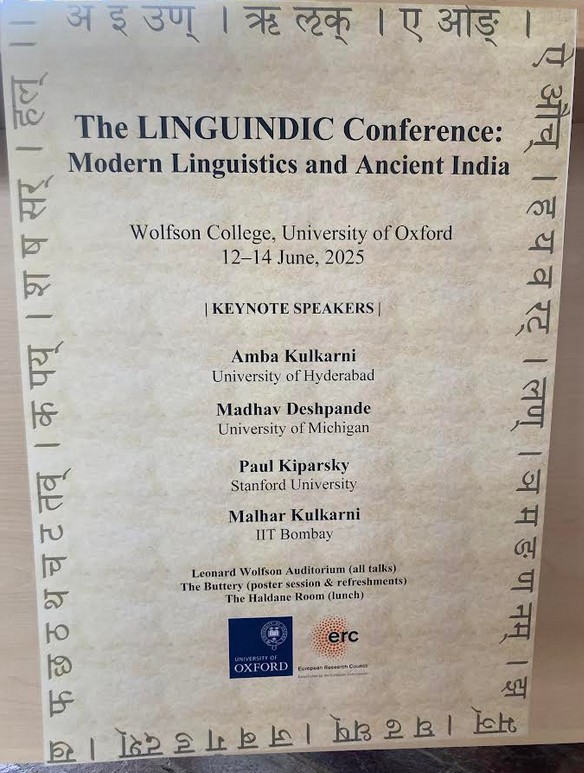 अ इ उण् । ऋ ऌक् । ए ओङ् ।
ऐ औच् । ह य व रट् । लण् । ञ म ङ ण नम् । झ
भञ् । घ ढ धष् । ज ब ग ड दश् । ख
फ छ ठ थ च ट तव् । क पय् । श ष सर् । हल् । ।
The LINGUINDIC Conference:
Modern Linguistics and Ancient India
Wolfson College, University of Oxford
12–14 June, 2025
| KEYNOTE SPEAKERS |
Amba Kulkarni
University of Hyderabad
Madhav Deshpande
University of Michigan
Paul Kiparsky
Stanford University
Malhar Kulkarni
IIT Bombay
Leonard Wolfson Auditorium (all talks)
The Buttery (poster session & refreshments)
The Haldane Room (lunch)
UNIVERSITY OF
OXFORD
erc
European Research Council